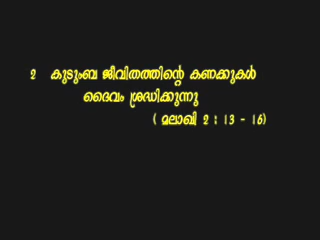 2 കുടുംബ ജീവിതത്തിന്റെ കണക്കുകൾ
ദൈവം ശ്രദ്ധിക്കുന്നു
( മലാഖി 2 : 13 - 16)